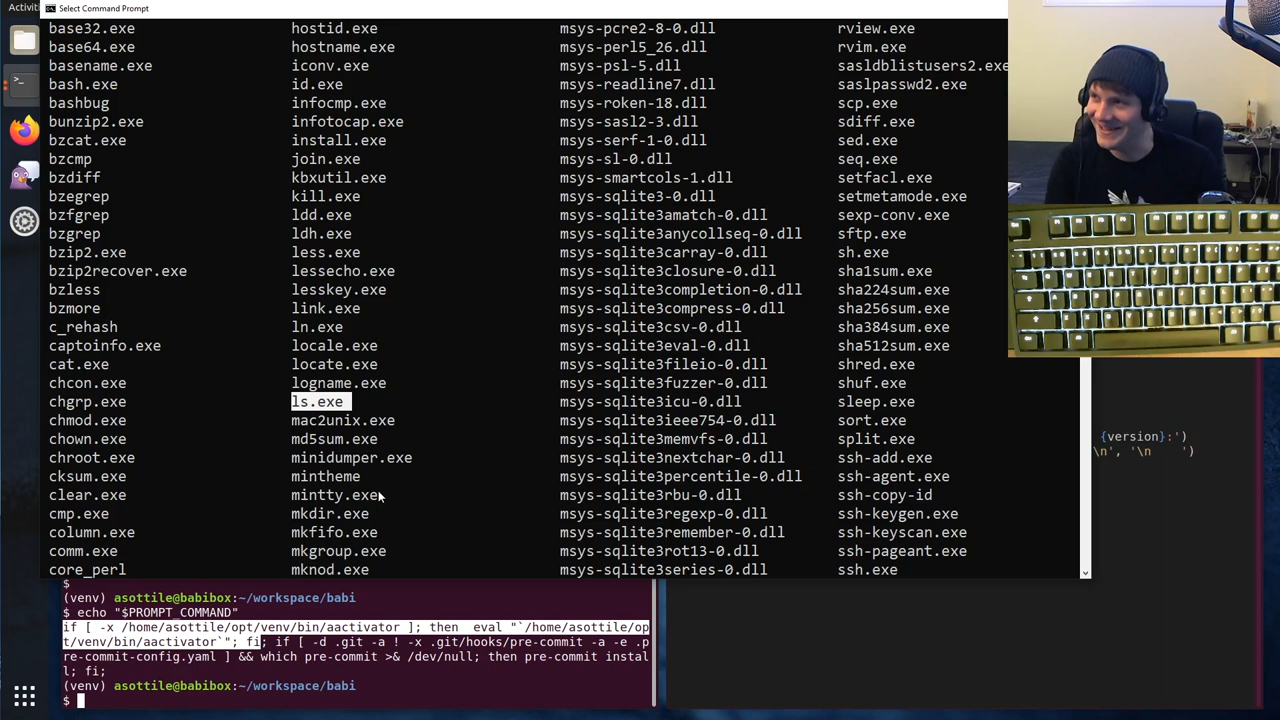 Activiti
Select Command Prompt
base32.exe hostid.exe msys-pcre2-8-0.dll rview.exe
base64.exe hostname.exe msys-perl5_26.dll rvim.exe
basename.exe iconv.exe msys-psl-5.dll sasldblistusers2.exe
bash.exe id.exe msys-readline7.dll saslpasswd2.exe
bashbug infocmp.exe msys-roken-18.dll scp.exe
bunzip2.exe infotocap.exe msys-sasl2-3.dll sdiff.exe
bzcat.exe install.exe msys-serf-1-0.dll sed.exe
bzcmp join.exe msys-sl-0.dll seq.exe
bzdiff kbxutil.exe msys-smartcols-1.dll setfacl.exe
bzegrep kill.exe msys-sqlite3-0.dll setmetamode.exe
bzfgrep ldd.exe msys-sqlite3amatch-0.dll sexp-conv.exe
bzgrep ldh.exe msys-sqlite3anycollseq-0.dll sftp.exe
bzip2.exe less.exe msys-sqlite3carray-0.dll sh.exe
bzip2recover.exe lessecho.exe msys-sqlite3closure-0.dll sha1sum.exe
bzless lesskey.exe msys-sqlite3completion-0.dll sha224sum.exe
bzmore link.exe msys-sqlite3compress-0.dll sha256sum.exe
c_rehash ln.exe msys-sqlite3csv-0.dll sha384sum.exe
captoinfo.exe locale.exe msys-sqlite3eval-0.dll sha512sum.exe
cat.exe locate.exe msys-sqlite3fileio-0.dll shred.exe
chcon.exe logname.exe msys-sqlite3fuzzer-0.dll shuf.exe
chgrp.exe ls.exe msys-sqlite3icu-0.dll sleep.exe
chmod.exe mac2unix.exe msys-sqlite3ieee754-0.dll sort.exe
chown.exe md5sum.exe msys-sqlite3memvfs-0.dll split.exe
chroot.exe minidumper.exe msys-sqlite3nextchar-0.dll ssh-add.exe
cksum.exe mintheme msys-sqlite3percentile-0.dll ssh-agent.exe
clear.exe mintty.exe msys-sqlite3rbu-0.dll ssh-copy-id
cmp.exe mkdir.exe msys-sqlite3regexp-0.dll ssh-keygen.exe
column.exe mkfifo.exe msys-sqlite3remember-0.dll ssh-keyscan.exe
comm.exe mkgroup.exe msys-sqlite3rot13-0.dll ssh-pageant.exe
core_perl mknod.exe msys-sqlite3series-0.dll ssh.exe
{version}:')
\n', '\n ')
$
(venv) asottile@babibox:~/workspace/babi
$ echo "$PROMPT_COMMAND"
if [ -x /home/asottile/opt/venv/bin/aactivator ]; then eval "`/home/asottile/op
t/venv/bin/aactivator`"; fi; if [ -d .git -a ! -x .git/hooks/pre-commit -a -e .p
re-commit-config.yaml ] && which pre-commit >& /dev/null; then pre-commit instal
l; fi;
(venv) asottile@babibox:~/workspace/babi
$